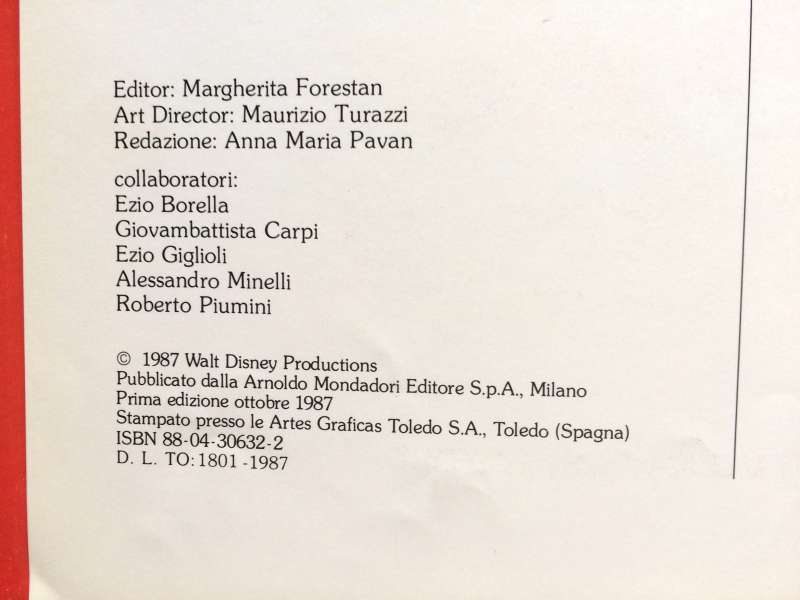 Editor: Margherita Forestan
Art Director: Maurizio Turazzi
Redazione: Anna Maria Pavan
collaboratori:
Ezio Borella
Giovambattista Carpi
Ezio Giglioli
Alessandro Minelli
Roberto Piumini
© 1987 Walt Disney Productions
Pubblicato dalla Arnoldo Mondadori Editore S.p.A., Milano
Prima edizione ottobre 1987
Stampato presso le Artes Graficas Toledo S.A., Toledo (Spagna)
ISBN 88-04-30632-2
D. L. TO: 1801 -1987